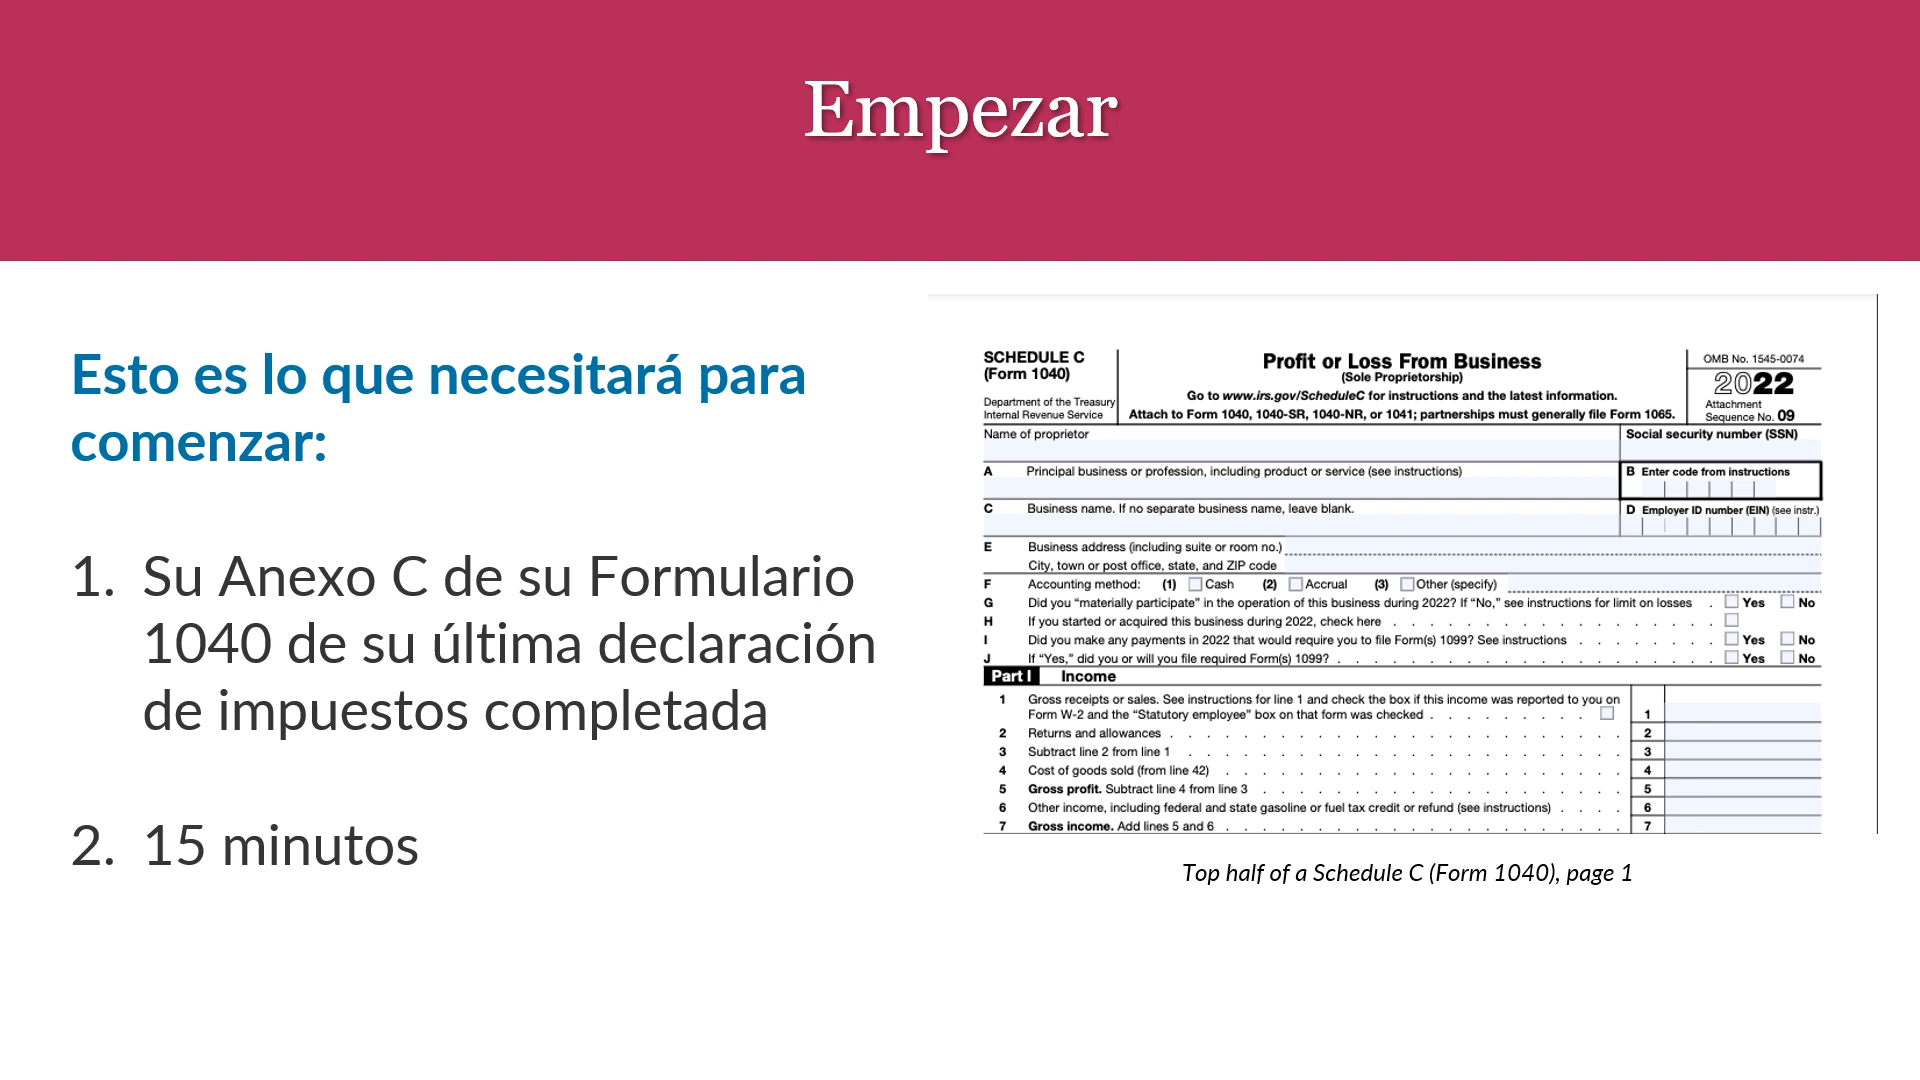 Empezar
Esto es lo que necesitará para
comenzar:
1. Su Anexo C de su Formulario
1040 de su última declaración
de impuestos completada
2. 15 minutos
SCHEDULE C
(Form 1040)
Department of the Treasury
Internal Revenue Service
Profit or Loss From Business
(Sole Proprietorship)
Go to www.irs.gov/ScheduleC for instructions and the latest information.
Attach to Form 1040, 1040-SR, 1040-NR, or 1041; partnerships must generally file Form 1065.
OMB No. 1545-0074
2022
Attachment
Sequence No. 09
Name of proprietor
Social security number (SSN)
A Principal business or profession, including product or service (see instructions)
B Enter code from instructions
C Business name. If no separate business name, leave blank.
D Employer ID number (EIN) (see instr.)
E Business address (including suite or room no.)
City, town or post office, state, and ZIP code
F Accounting method: (1) Cash (2) Accrual (3) Other (specify)
G Did you “materially participate” in the operation of this business during 2022? If “No,” see instructions for limit on losses . Yes No
H If you started or acquired this business during 2022, check here . . . . . . . . . . . . . . . . . .
I Did you make any payments in 2022 that would require you to file Form(s) 1099? See instructions . . . . . . . . Yes No
J If “Yes,” did you or will you file required Form(s) 1099? . . . . . . . . . . . . . . . . . . . . . Yes No
Part I Income
1 Gross receipts or sales. See instructions for line 1 and check the box if this income was reported to you on
Form W-2 and the “Statutory employee” box on that form was checked . . . . . . . . . 1
2 Returns and allowances . . . . . . . . . . . . . . . . . . . . . . . . . 2
3 Subtract line 2 from line 1 . . . . . . . . . . . . . . . . . . . . . . . . 3
4 Cost of goods sold (from line 42) . . . . . . . . . . . . . . . . . . . . . . 4
5 Gross profit. Subtract line 4 from line 3 . . . . . . . . . . . . . . . . . . . . 5
6 Other income, including federal and state gasoline or fuel tax credit or refund (see instructions) . . . . 6
7 Gross income. Add lines 5 and 6 . . . . . . . . . . . . . . . . . . . . . . 7
Top half of a Schedule C (Form 1040), page 1